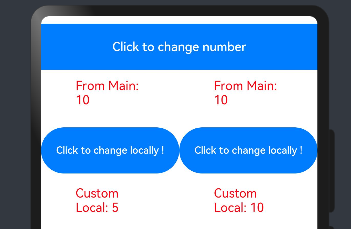 Click to change number
From Main: From Main:
10 10
Click to change locally ! Click to change locally !
Custom Custom
Local: 5 Local: 10